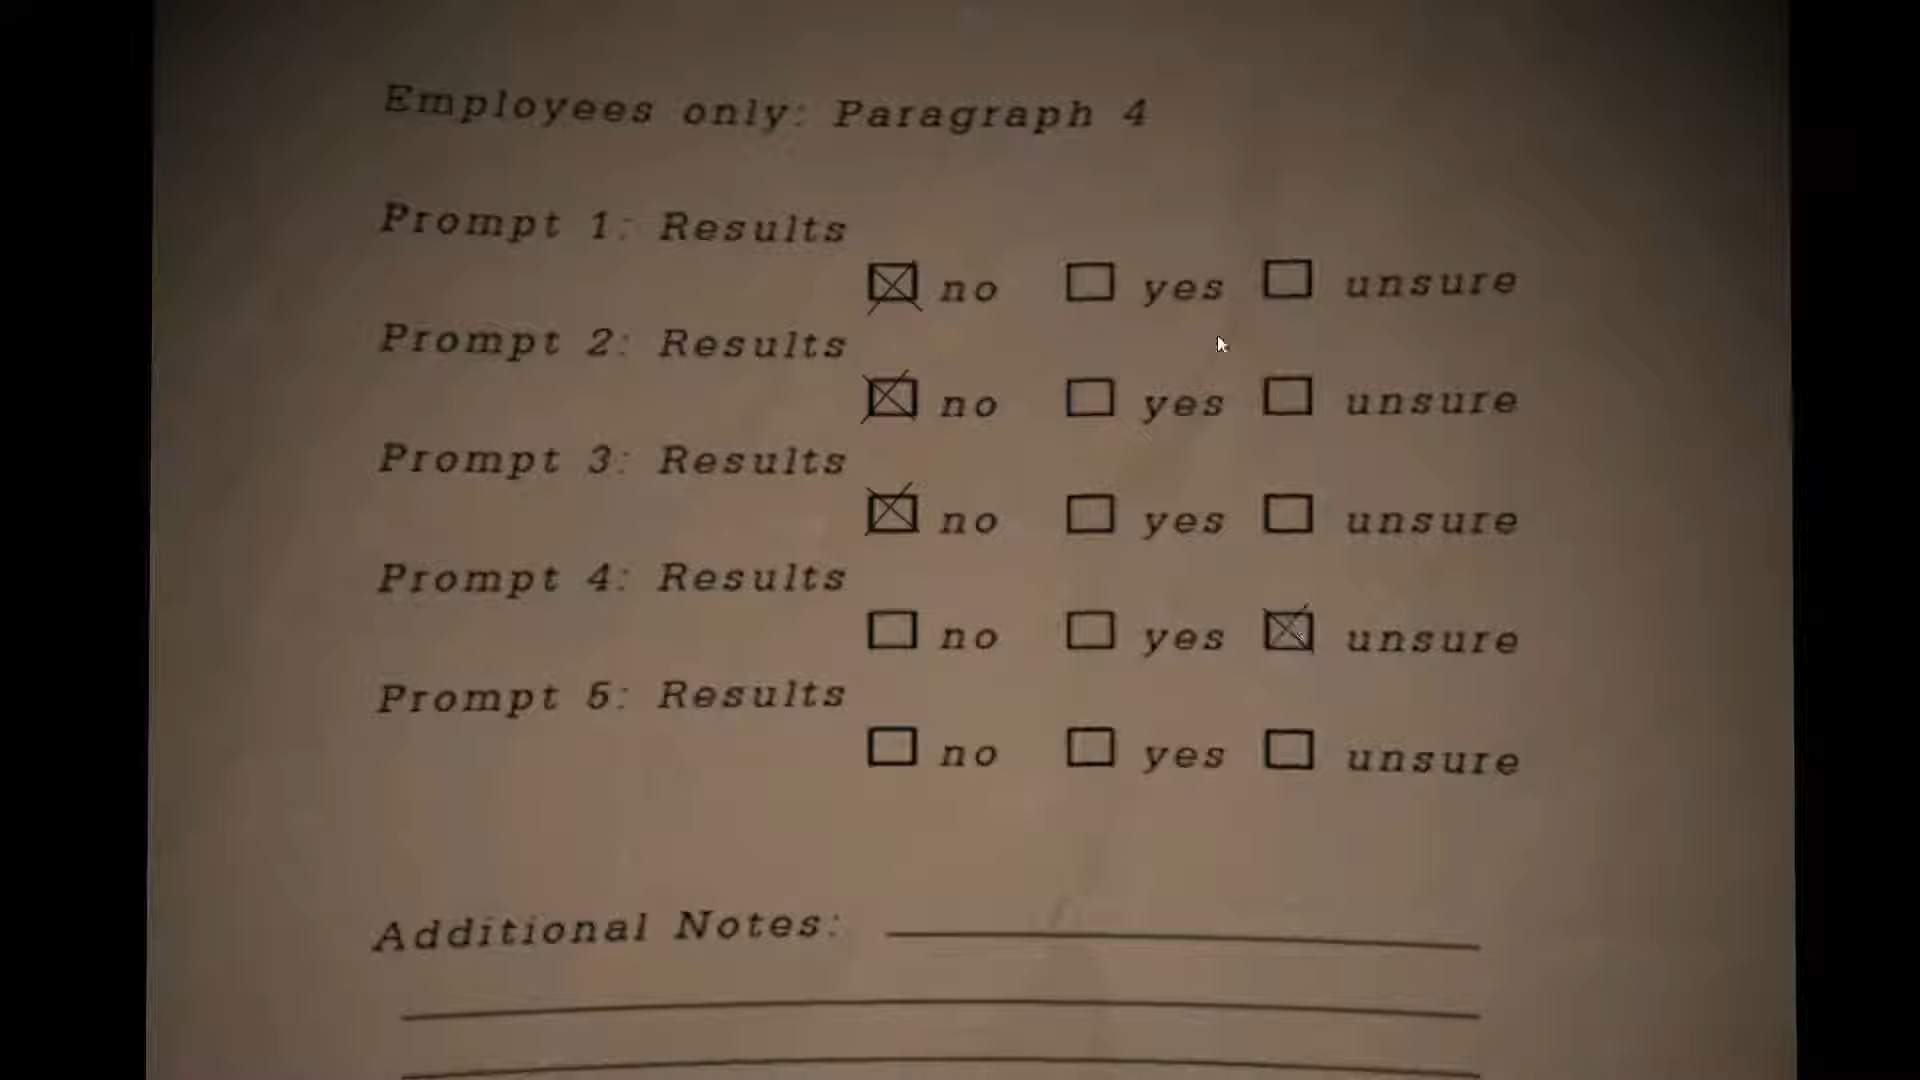 Employees only: Paragraph 4
Prompt 1: Results
no yes unsure
Prompt 2: Results
no yes unsure
Prompt 3: Results
no yes unsure
Prompt 4: Results
no yes unsure
Prompt 5: Results
no yes unsure
Additional Notes: